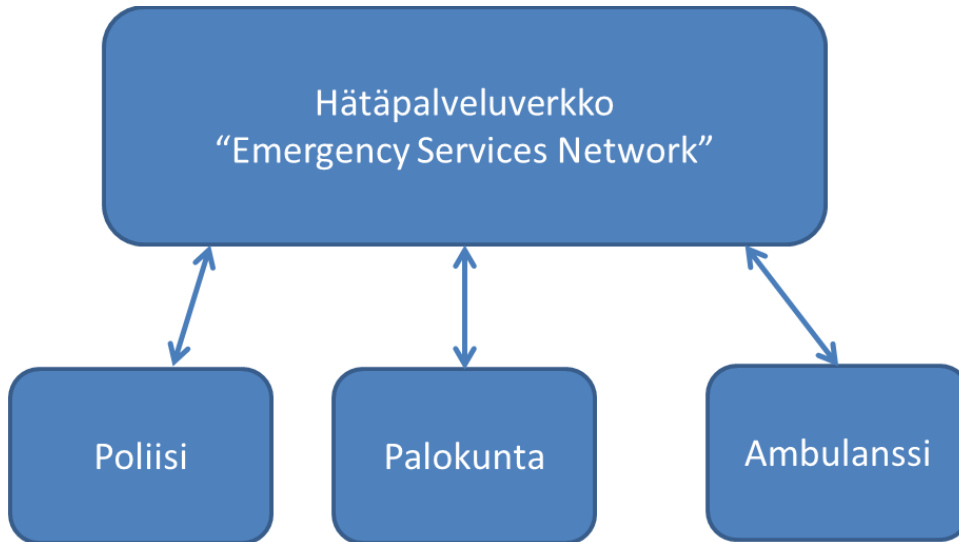 Hätäpalveluverkko
“Emergency Services Network”
Poliisi
Palokunta
Ambulanssi